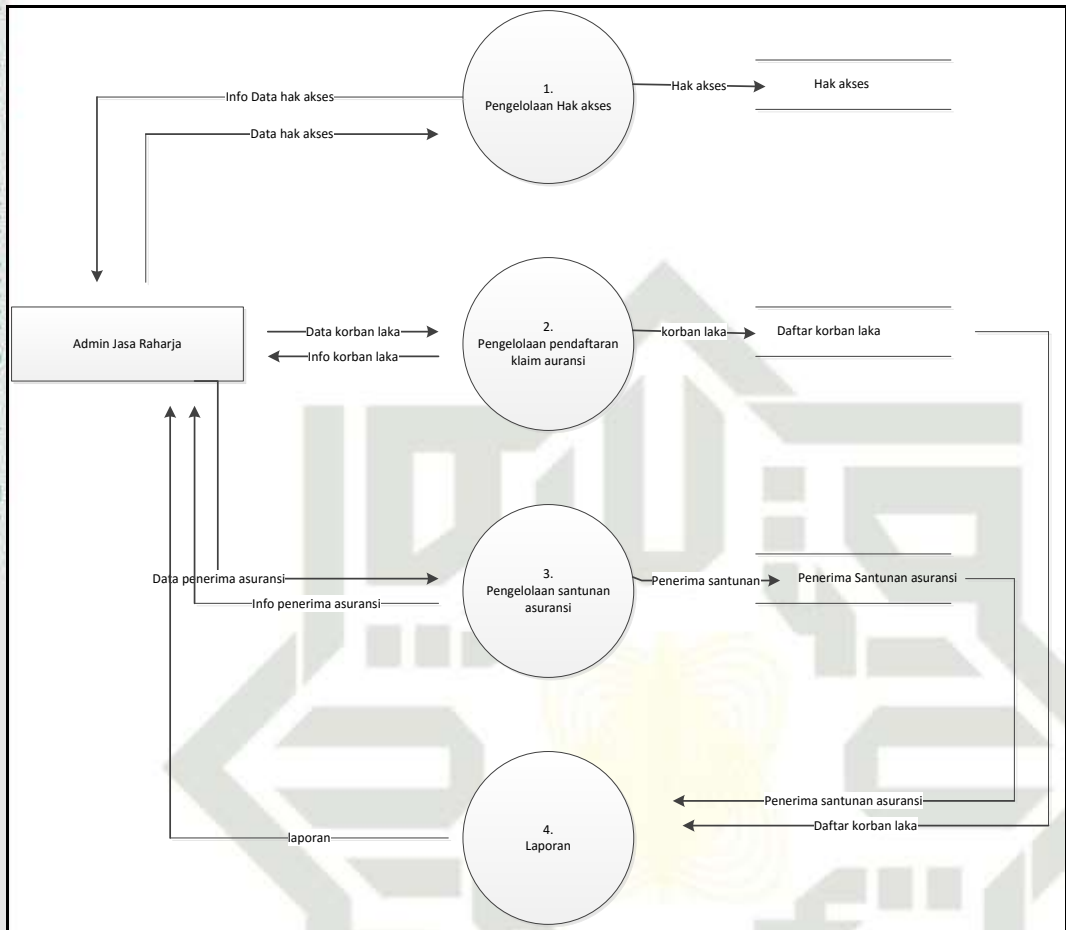 1.
Pengelolaan Hak akses
Hak akses
Hak akses
Info Data hak akses
Data hak akses
Admin Jasa Raharja
Data korban laka
Info korban laka
2.
Pengelolaan pendaftaran
klaim auransi
korban laka
Daftar korban laka
Data penerima asuransi
Info penerima asuransi
3.
Pengelolaan santunan
asuransi
Penerima santunan
Penerima Santunan asuransi
Penerima santunan asuransi
Daftar korban laka
4.
Laporan
laporan